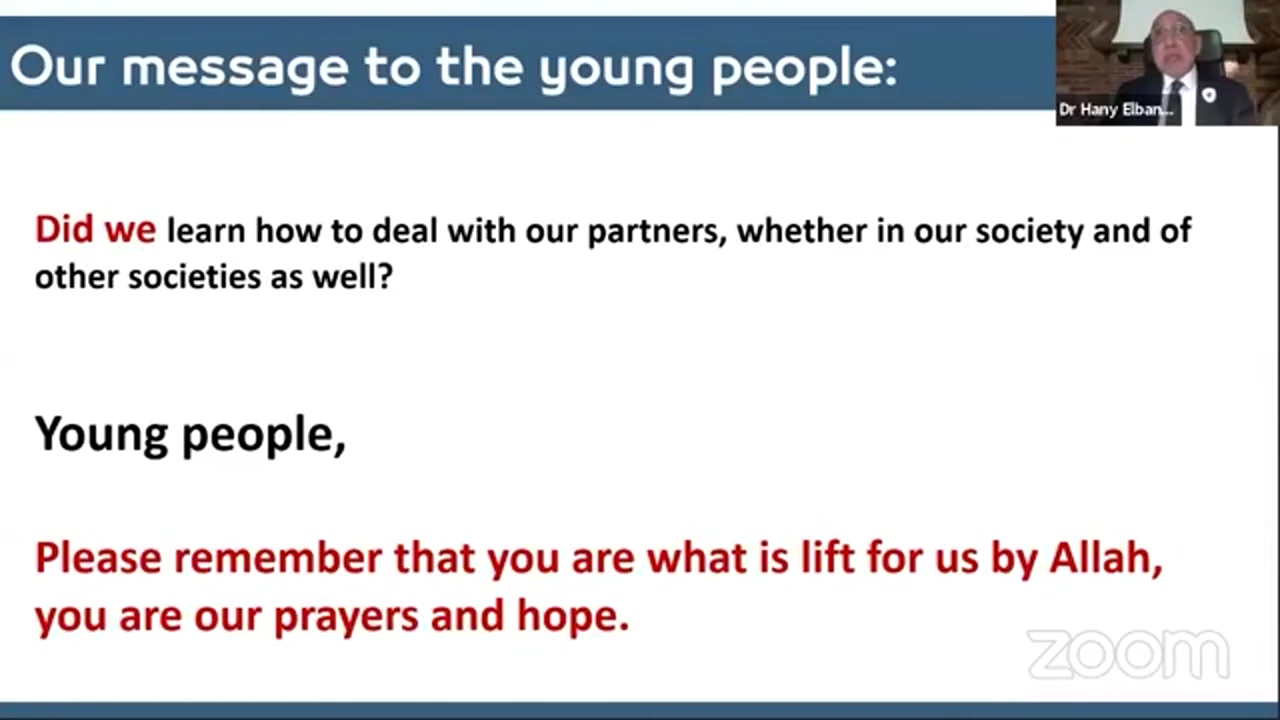 Our message to the young people:
Dr Hany Elban...
Did we learn how to deal with our partners, whether in our society and of
other societies as well?
Young people,
Please remember that you are what is lift for us by Allah,
you are our prayers and hope.
zoom